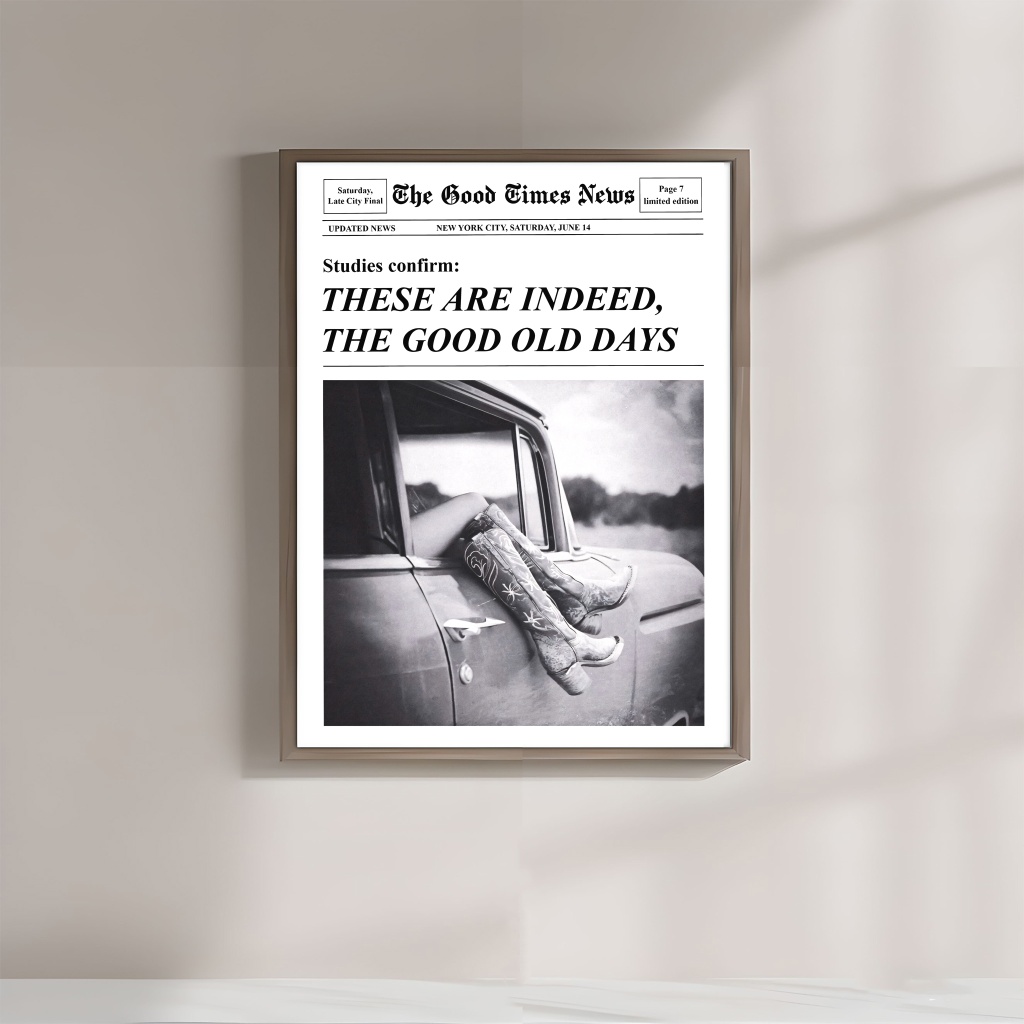 Saturday,
Late City Final
The Good Times News
Page 7
limited edition
UPDATED NEWS
NEW YORK CITY, SATURDAY, JUNE 14
Studies confirm:
THESE ARE INDEED,
THE GOOD OLD DAYS